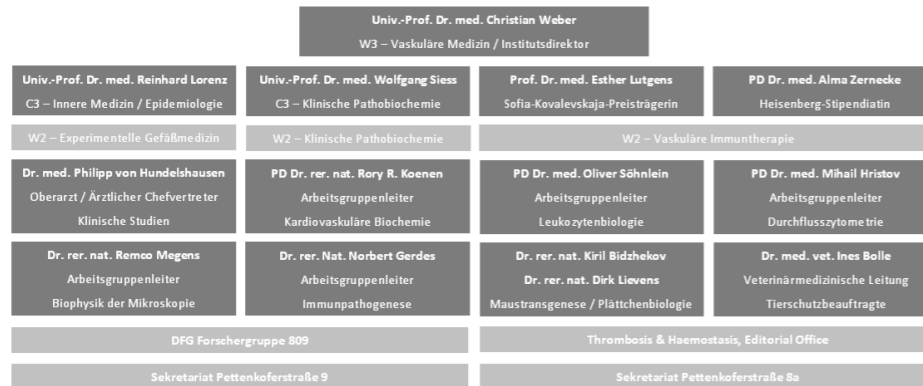 Univ.-Prof. Dr. med. Christian Weber
W3 – Vaskuläre Medizin / Institutsdirektor
Univ.-Prof. Dr. med. Reinhard Lorenz
C3 – Innere Medizin / Epidemiologie
Univ.-Prof. Dr. med. Wolfgang Siess
C3 – Klinische Pathobiochemie
Prof. Dr. med. Esther Lutgens
Sofia-Kovalevskaja-Preisträgerin
PD Dr. med. Alma Zernecke
Heisenberg-Stipendiatin
W2 – Experimentelle Gefäßmedizin
W2 – Klinische Pathobiochemie
W2 – Vaskuläre Immuntherapie
Dr. med. Philipp von Hundelshausen
Oberarzt / Ärztlicher Chefvertreter
Klinische Studien
PD Dr. rer. nat. Rory R. Koenen
Arbeitsgruppenleiter
Kardiovaskuläre Biochemie
PD Dr. med. Oliver Söhnlein
Arbeitsgruppenleiter
Leukozytenbiologie
PD Dr. med. Mihail Hristov
Arbeitsgruppenleiter
Durchflusszytometrie
Dr. rer. nat. Remco Megens
Arbeitsgruppenleiter
Biophysik der Mikroskopie
Dr. rer. Nat. Norbert Gerdes
Arbeitsgruppenleiter
Immunpathogenese
Dr. rer. nat. Kiril Bidzhekov
Dr. rer. nat. Dirk Lievens
Maustransgenese / Plättchenbiologie
Dr. med. vet. Ines Bolle
Veterinärmedizinische Leitung
Tierschutzbeauftragte
DFG Forschergruppe 809
Thrombosis & Haemostasis, Editorial Office
Sekretariat Pettenkoferstraße 9
Sekretariat Pettenkoferstraße 8a